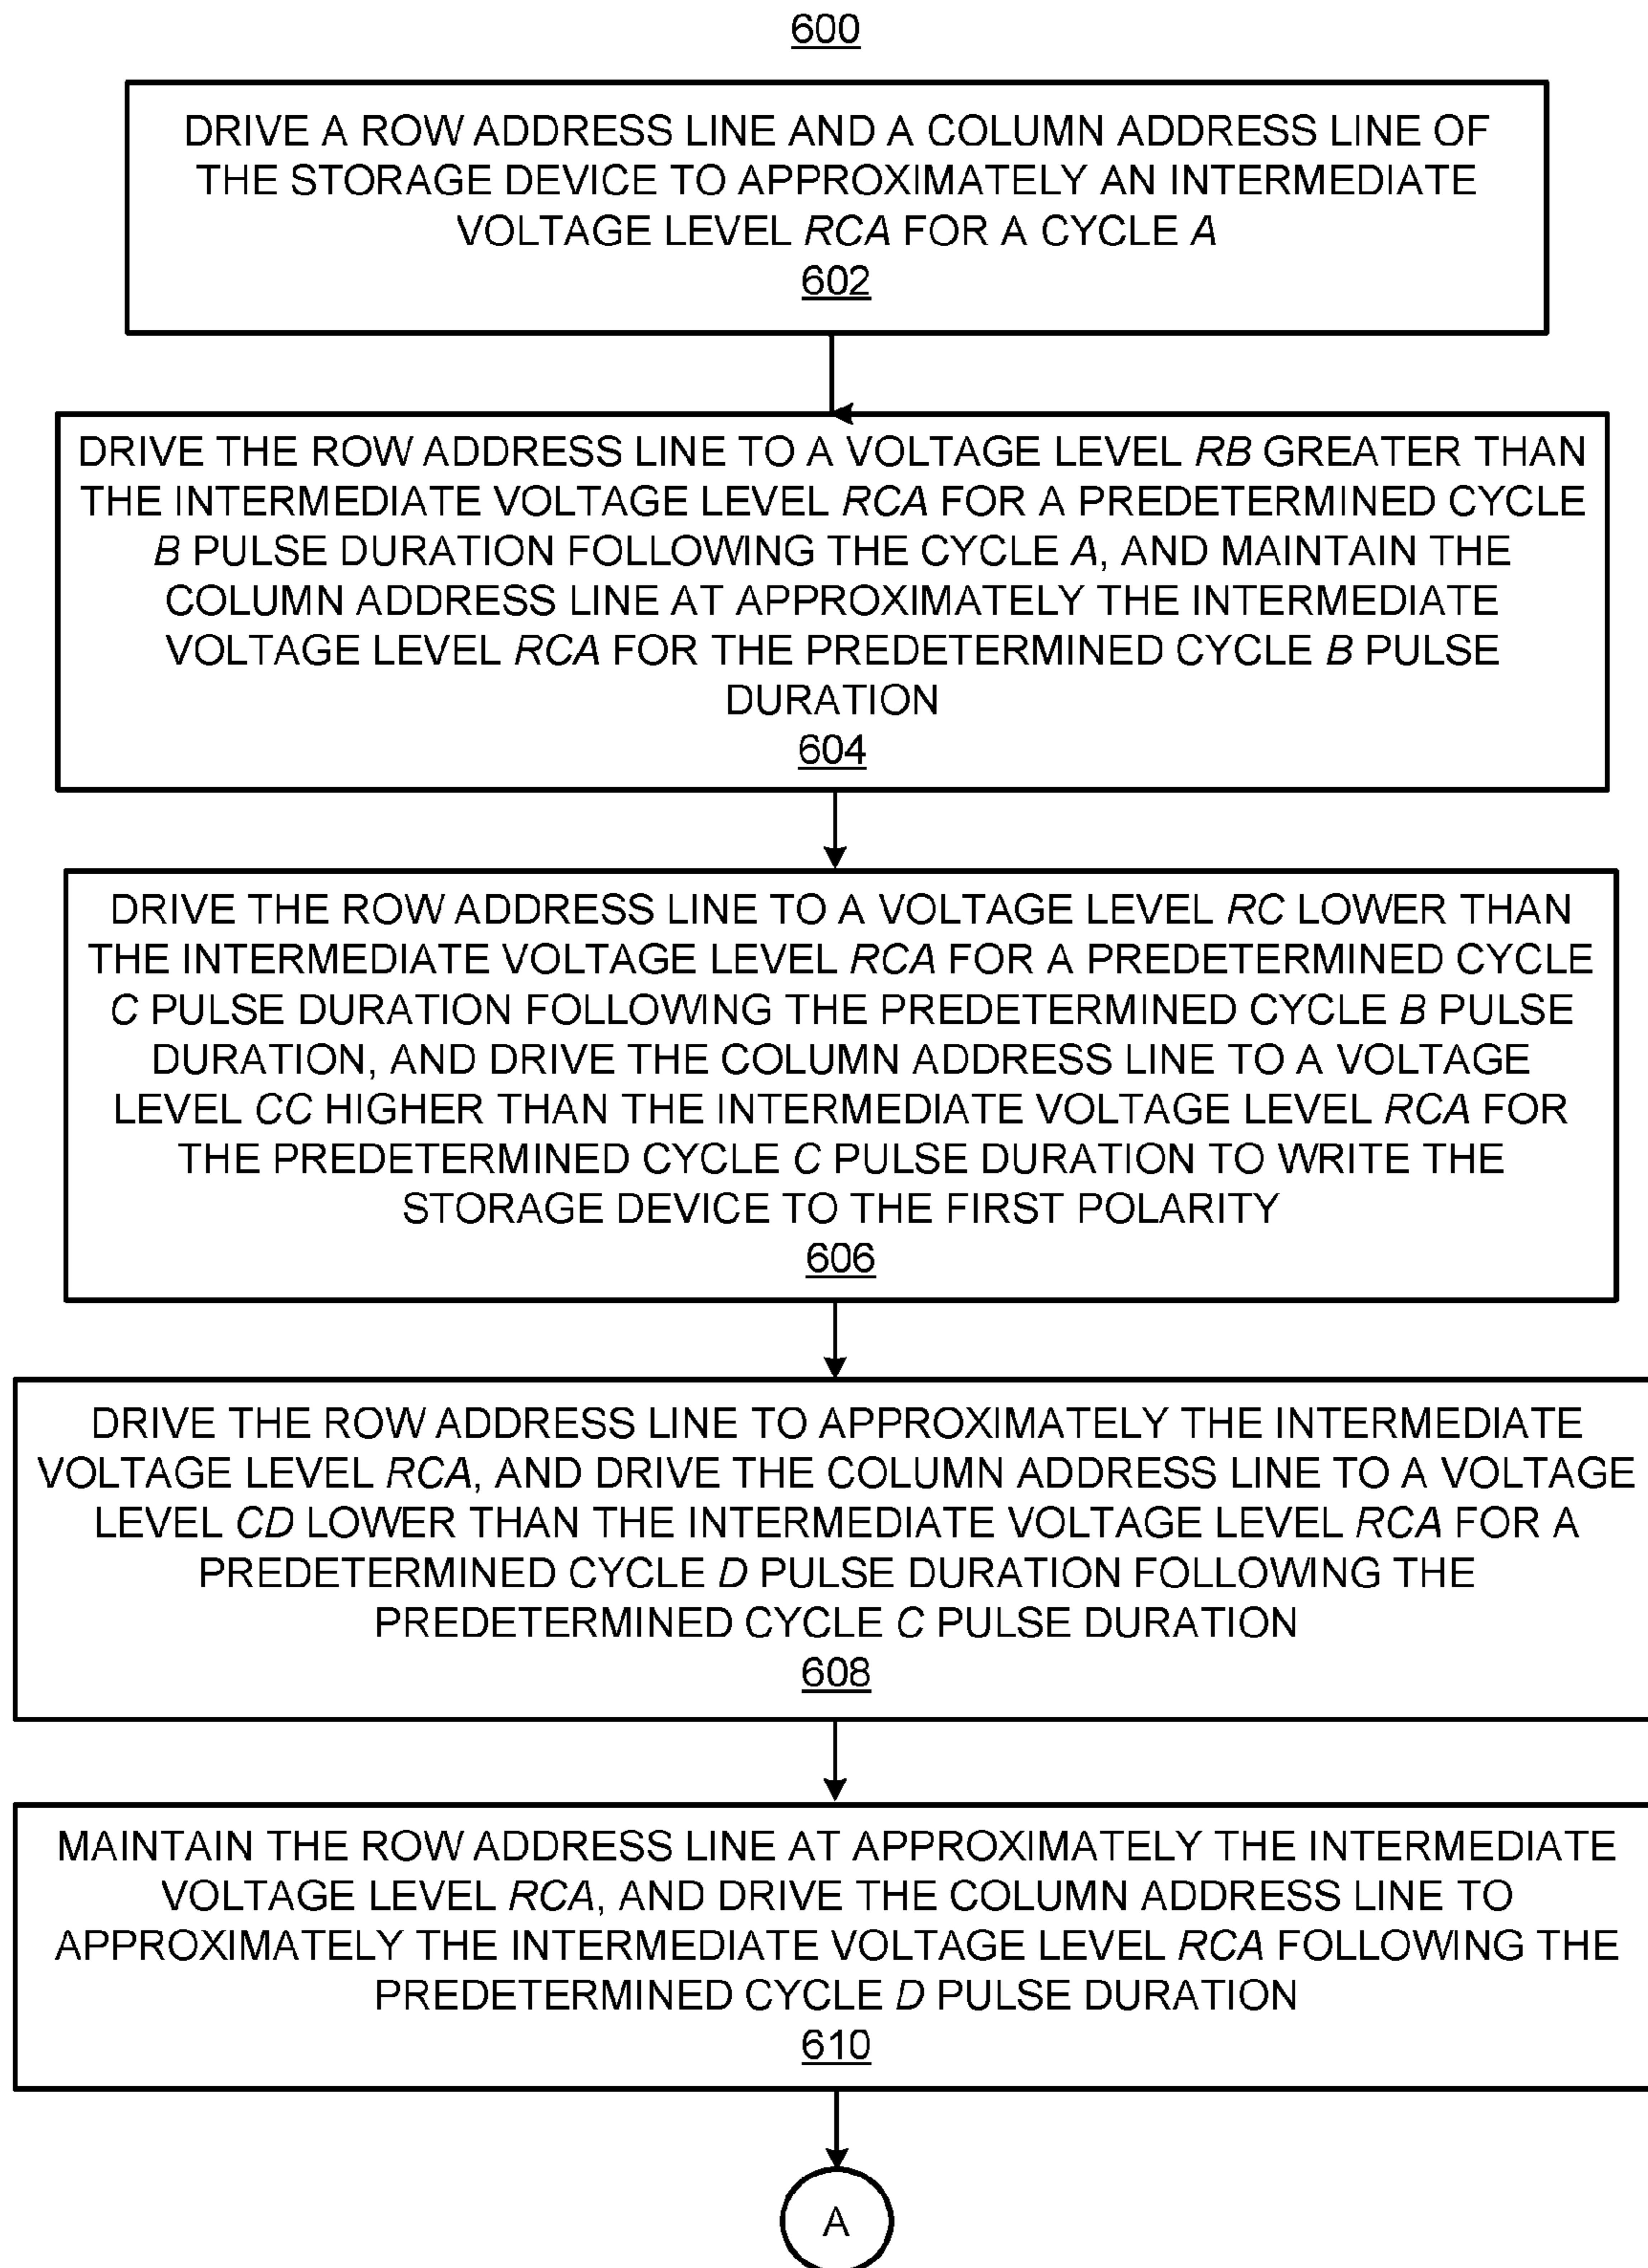 600
DRIVE A ROW ADDRESS LINE AND A COLUMN ADDRESS LINE OF
THE STORAGE DEVICE TO APPROXIMATELY AN INTERMEDIATE
VOLTAGE LEVEL RCA FOR A CYCLE A
602
DRIVE THE ROW ADDRESS LINE TO A VOLTAGE LEVEL RB GREATER THAN
THE INTERMEDIATE VOLTAGE LEVEL RCA FOR A PREDETERMINED CYCLE
B PULSE DURATION FOLLOWING THE CYCLE A, AND MAINTAIN THE
COLUMN ADDRESS LINE AT APPROXIMATELY THE INTERMEDIATE
VOLTAGE LEVEL RCA FOR THE PREDETERMINED CYCLE B PULSE
DURATION
604
DRIVE THE ROW ADDRESS LINE TO A VOLTAGE LEVEL RC LOWER THAN
THE INTERMEDIATE VOLTAGE LEVEL RCA FOR A PREDETERMINED CYCLE
C PULSE DURATION FOLLOWING THE PREDETERMINED CYCLE B PULSE
DURATION, AND DRIVE THE COLUMN ADDRESS LINE TO A VOLTAGE
LEVEL CC HIGHER THAN THE INTERMEDIATE VOLTAGE LEVEL RCA FOR
THE PREDETERMINED CYCLE C PULSE DURATION TO WRITE THE
STORAGE DEVICE TO THE FIRST POLARITY
606
DRIVE THE ROW ADDRESS LINE TO APPROXIMATELY THE INTERMEDIATE
VOLTAGE LEVEL RCA, AND DRIVE THE COLUMN ADDRESS LINE TO A VOLTAGE
LEVEL CD LOWER THAN THE INTERMEDIATE VOLTAGE LEVEL RCA FOR A
PREDETERMINED CYCLE D PULSE DURATION FOLLOWING THE
PREDETERMINED CYCLE C PULSE DURATION
608
MAINTAIN THE ROW ADDRESS LINE AT APPROXIMATELY THE INTERMEDIATE
VOLTAGE LEVEL RCA, AND DRIVE THE COLUMN ADDRESS LINE TO
APPROXIMATELY THE INTERMEDIATE VOLTAGE LEVEL RCA FOLLOWING THE
PREDETERMINED CYCLE D PULSE DURATION
610
A